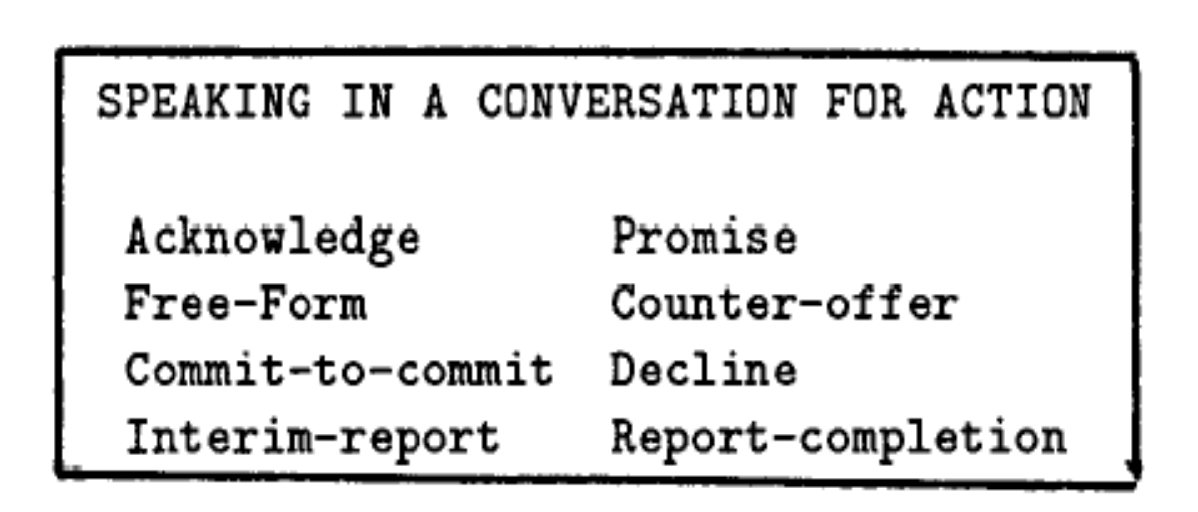 SPEAKING IN A CONVERSATION FOR ACTION
Acknowledge Promise
Free-Form Counter-offer
Commit-to-commit Decline
Interim-report Report-completion